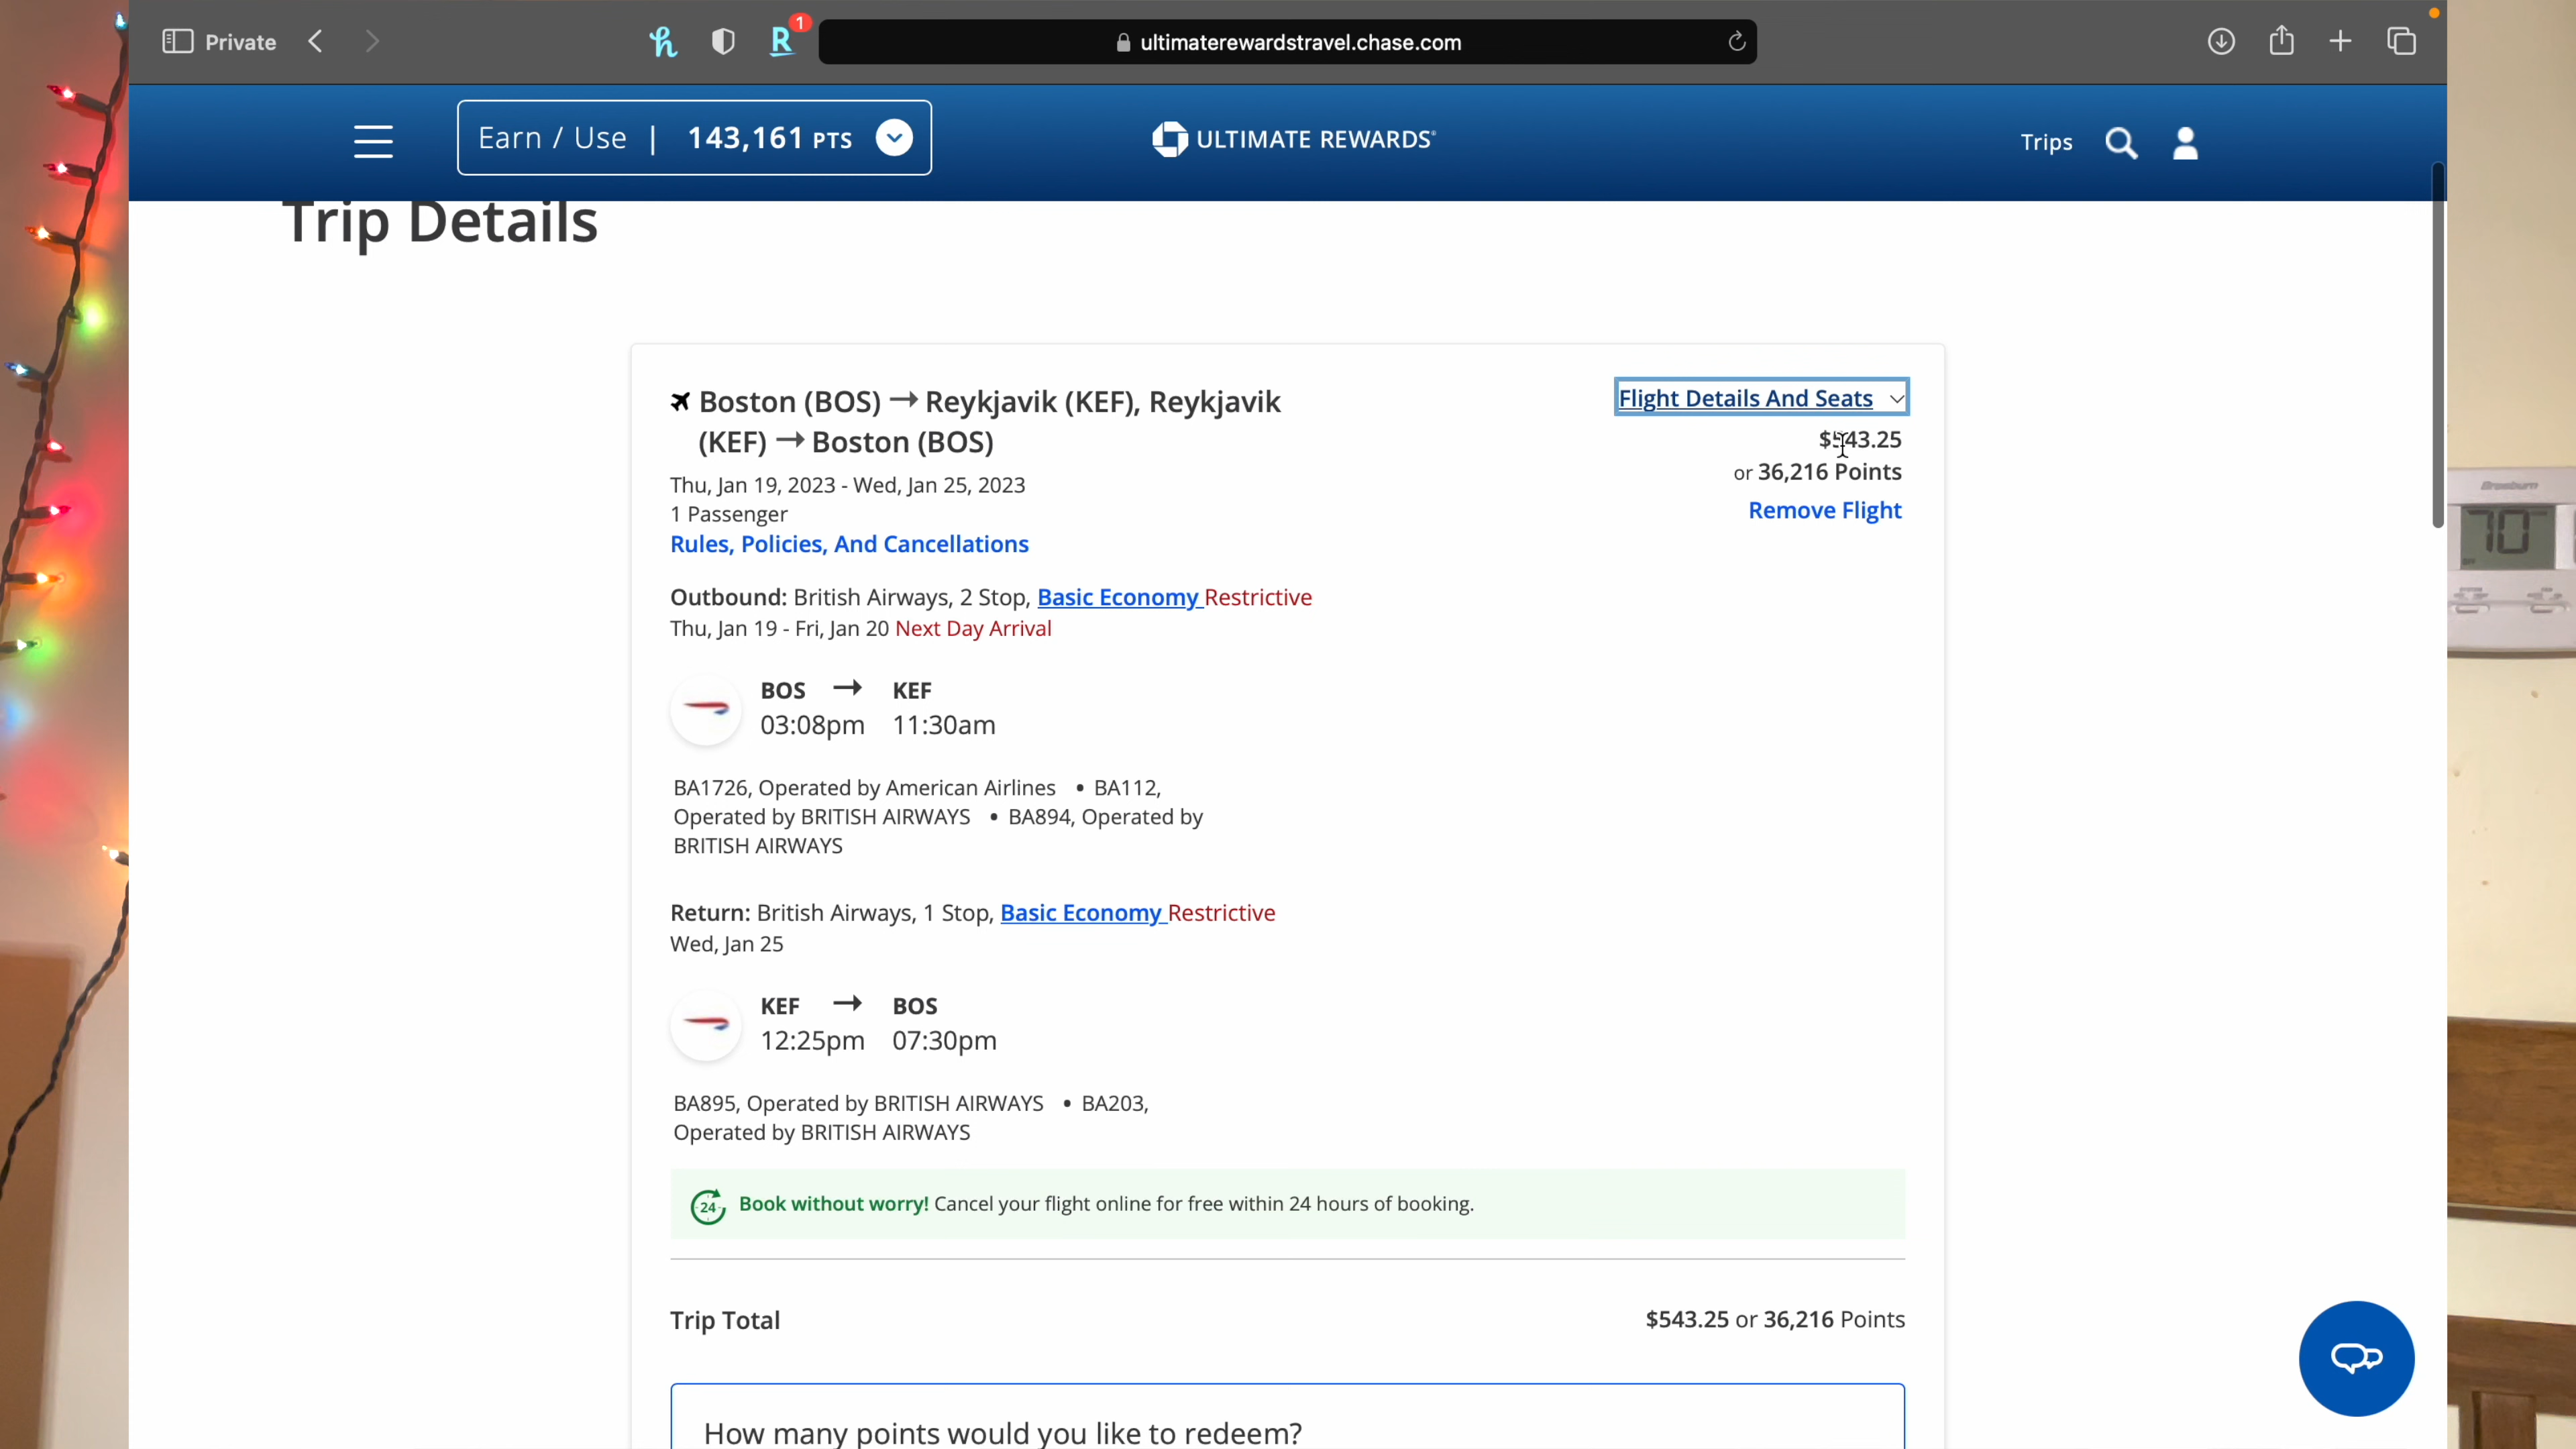 Private
R 1
ultimaterewardstravel.chase.com
Earn / Use | 143,161 PTS
ULTIMATE REWARDS®
Trips
Trip Details
Boston (BOS) → Reykjavik (KEF), Reykjavik
(KEF) → Boston (BOS)
Flight Details And Seats
$543.25
or 36,216 Points
Remove Flight
Thu, Jan 19, 2023 - Wed, Jan 25, 2023
1 Passenger
Rules, Policies, And Cancellations
Outbound: British Airways, 2 Stop, Basic Economy Restrictive
Thu, Jan 19 - Fri, Jan 20 Next Day Arrival
BOS → KEF
03:08pm 11:30am
BA1726, Operated by American Airlines • BA112,
Operated by BRITISH AIRWAYS • BA894, Operated by
BRITISH AIRWAYS
Return: British Airways, 1 Stop, Basic Economy Restrictive
Wed, Jan 25
KEF → BOS
12:25pm 07:30pm
BA895, Operated by BRITISH AIRWAYS • BA203,
Operated by BRITISH AIRWAYS
24 Book without worry! Cancel your flight online for free within 24 hours of booking.
Trip Total
$543.25 or 36,216 Points
How many points would you like to redeem?
Braeburn
70